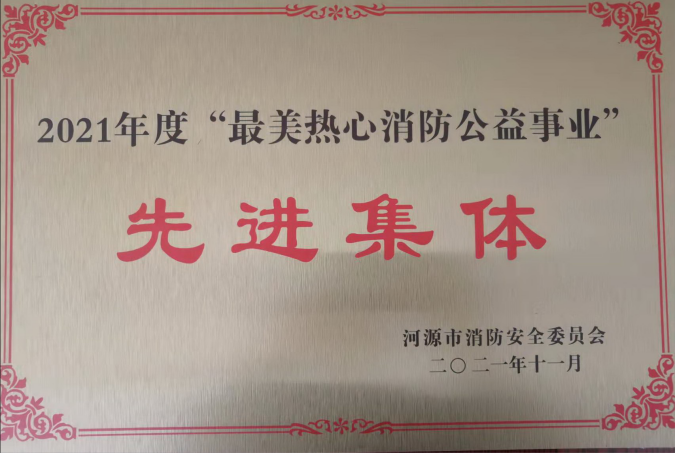 2021年度“最美热心消防公益事业”
先进集体
河源市消防安全委员会
二〇二一年十一月